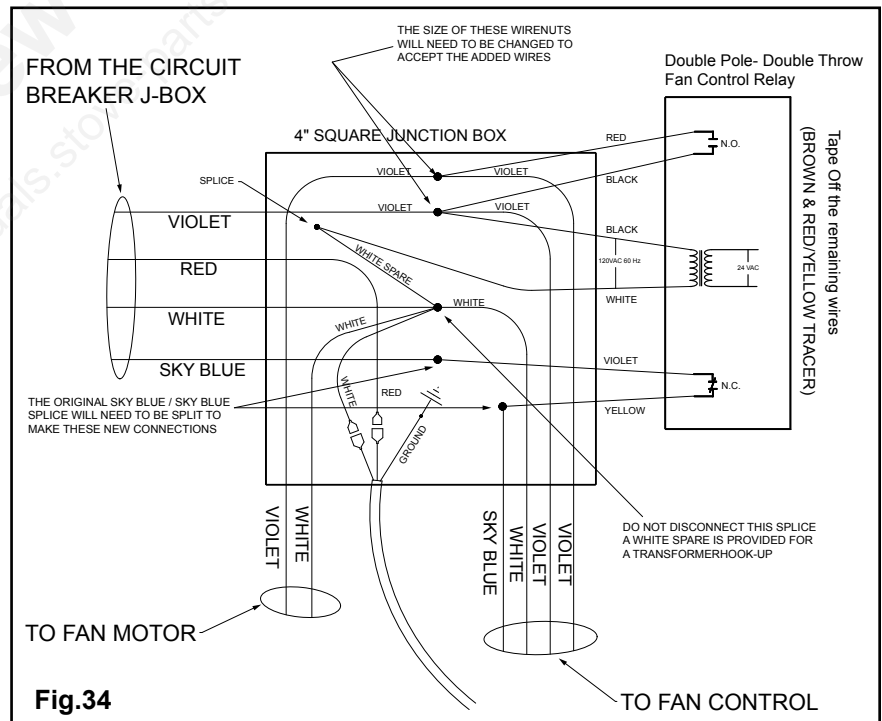 THE SIZE OF THESE WIRENUTS
WILL NEED TO BE CHANGED TO
ACCEPT THE ADDED WIRES
FROM THE CIRCUIT
BREAKER J-BOX
Double Pole- Double Throw
Fan Control Relay
4" SQUARE JUNCTION BOX
RED
N.O.
SPLICE
VIOLET
VIOLET
BLACK
VIOLET
VIOLET
VIOLET
BLACK
RED
WHITE SPARE
120VAC 60 Hz
24 VAC
WHITE
WHITE
WHITE
WHITE
SKY BLUE
VIOLET
WHITE
RED
N.C.
YELLOW
GROUND
Tape Off the remaining wires
(BROWN & RED/YELLOW TRACER)
THE ORIGINAL SKY BLUE / SKY BLUE
SPLICE WILL NEED TO BE SPLIT TO
MAKE THESE NEW CONNECTIONS
VIOLET
WHITE
SKY BLUE
WHITE
VIOLET
VIOLET
DO NOT DISCONNECT THIS SPLICE
A WHITE SPARE IS PROVIDED FOR
A TRANSFORMERHOOK-UP
TO FAN MOTOR
TO FAN CONTROL
Fig.34